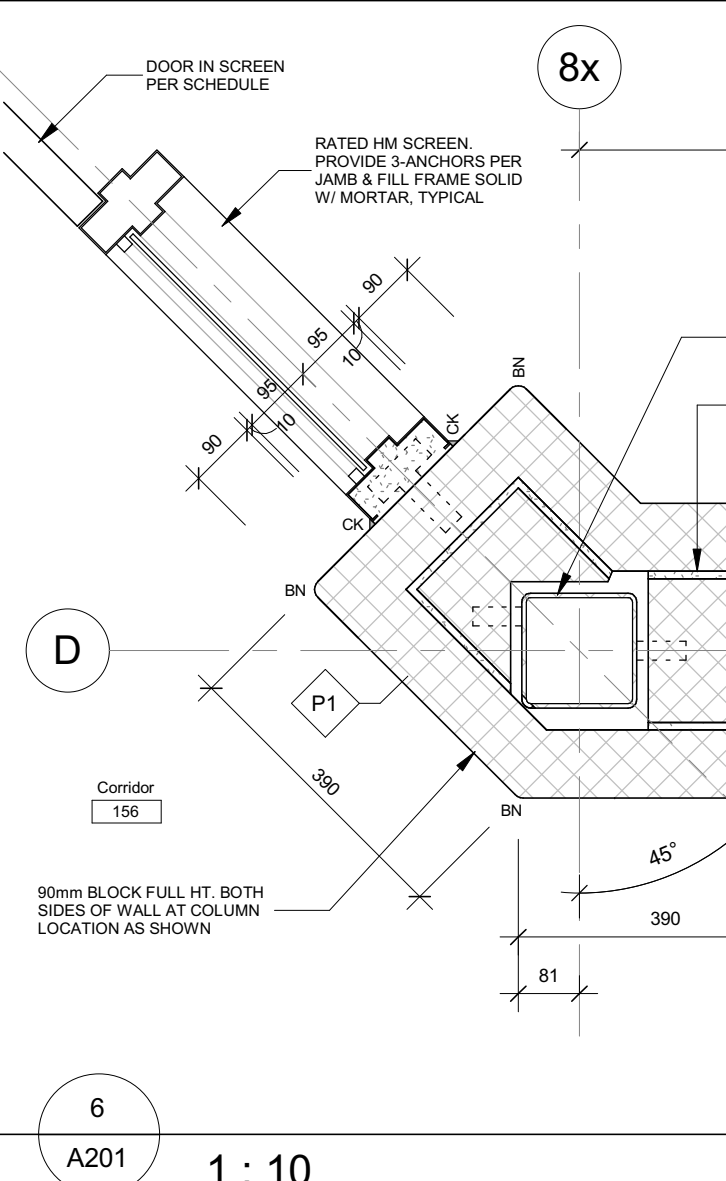 DOOR IN SCREEN
PER SCHEDULE
8x
RATED HM SCREEN.
PROVIDE 3-ANCHORS PER
JAMB & FILL FRAME SOLID
W/ MORTAR, TYPICAL
90
95
10
95
10
90
BN
CK
CK
BN
D
P1
390
Corridor
156
BN
45°
90mm BLOCK FULL HT. BOTH
SIDES OF WALL AT COLUMN
LOCATION AS SHOWN
390
81
6
A201
1 : 10